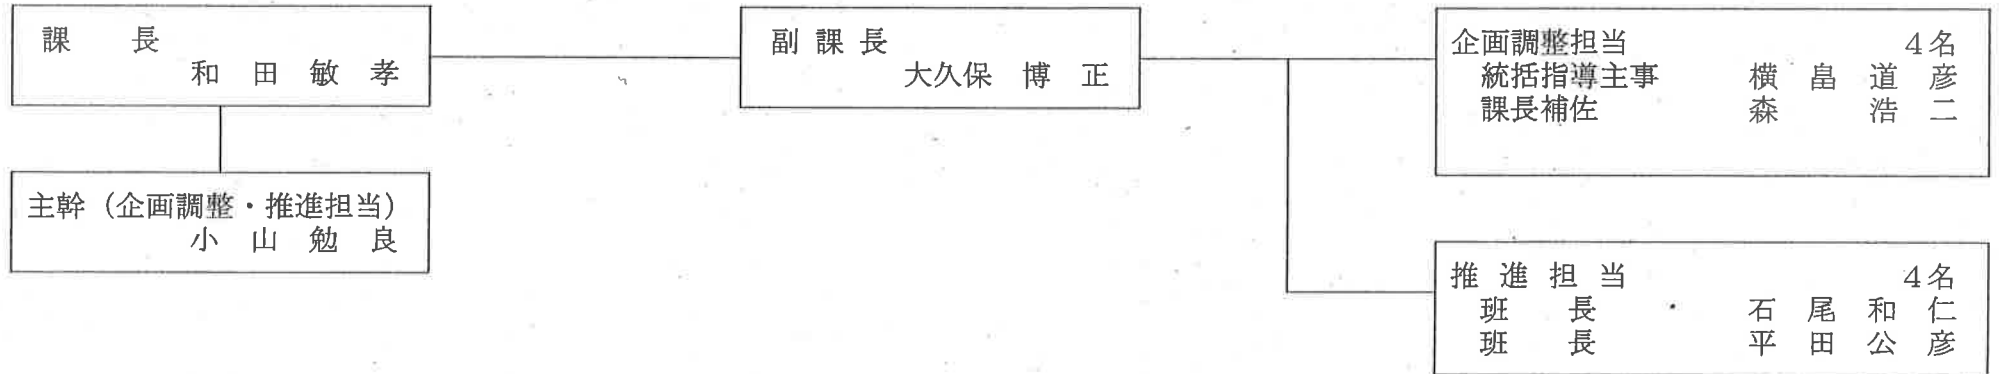 課長
和田敏孝
主幹（企画調整・推進担当）
小山勉良
副課長
大久保博正
企画調整担当 4名
統括指導主事 横畠道彦
課長補佐 森浩二
推進担当 4名
班長 石尾和仁
班長 平田公彦